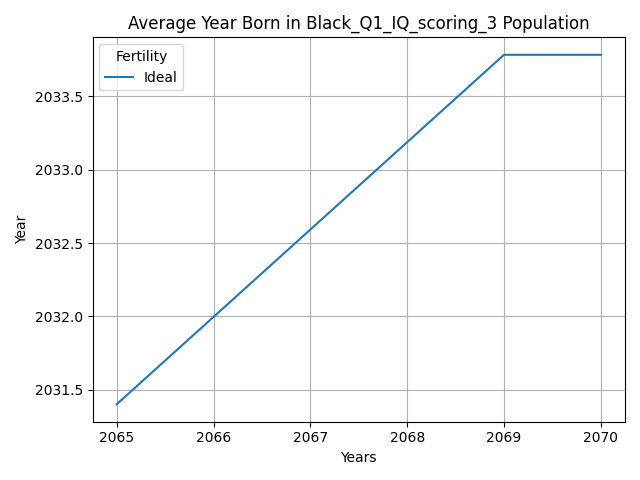 Average Year Born in Black_Q1_IQ_scoring_3 Population
Fertility
Ideal
2033.5
2033.0
2032.5
2032.0
2031.5
Year
2065 2066 2067 2068 2069 2070
Years